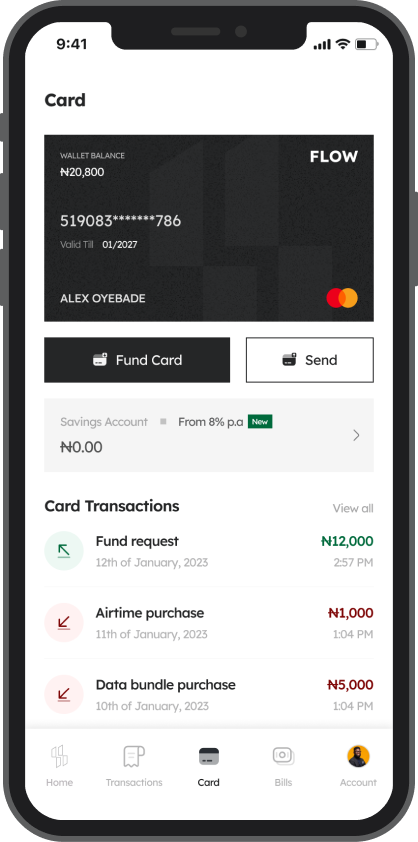 9:41
Card
WALLET BALANCE
FLOW
₦20,800
519083*******786
Valid Till 01/2027
ALEX OYEBADE
Fund Card
Send
Savings Account From 8% p.a New
₦0.00
Card Transactions
View all
Fund request
₦12,000
12th of January, 2023
2:57 PM
Airtime purchase
₦1,000
11th of January, 2023
1:04 PM
Data bundle purchase
₦5,000
10th of January, 2023
1:04 PM
Home
Transactions
Card
Bills
Account